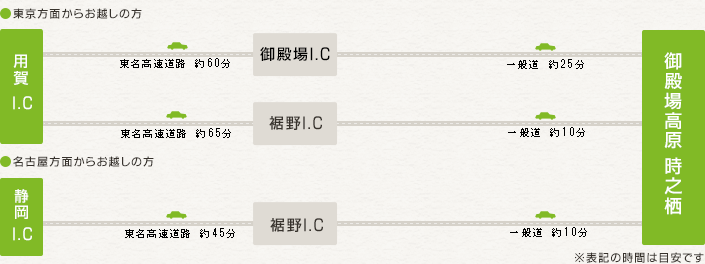 ●東京方面からお越しの方
用賀
I.C
東名高速道路 約60分
御殿場I.C
一般道 約25分
東名高速道路 約65分
裾野I.C
一般道 約10分
御殿場高原 時之栖
●名古屋方面からお越しの方
静岡
I.C
東名高速道路 約45分
裾野I.C
一般道 約10分
※表記の時間は目安です